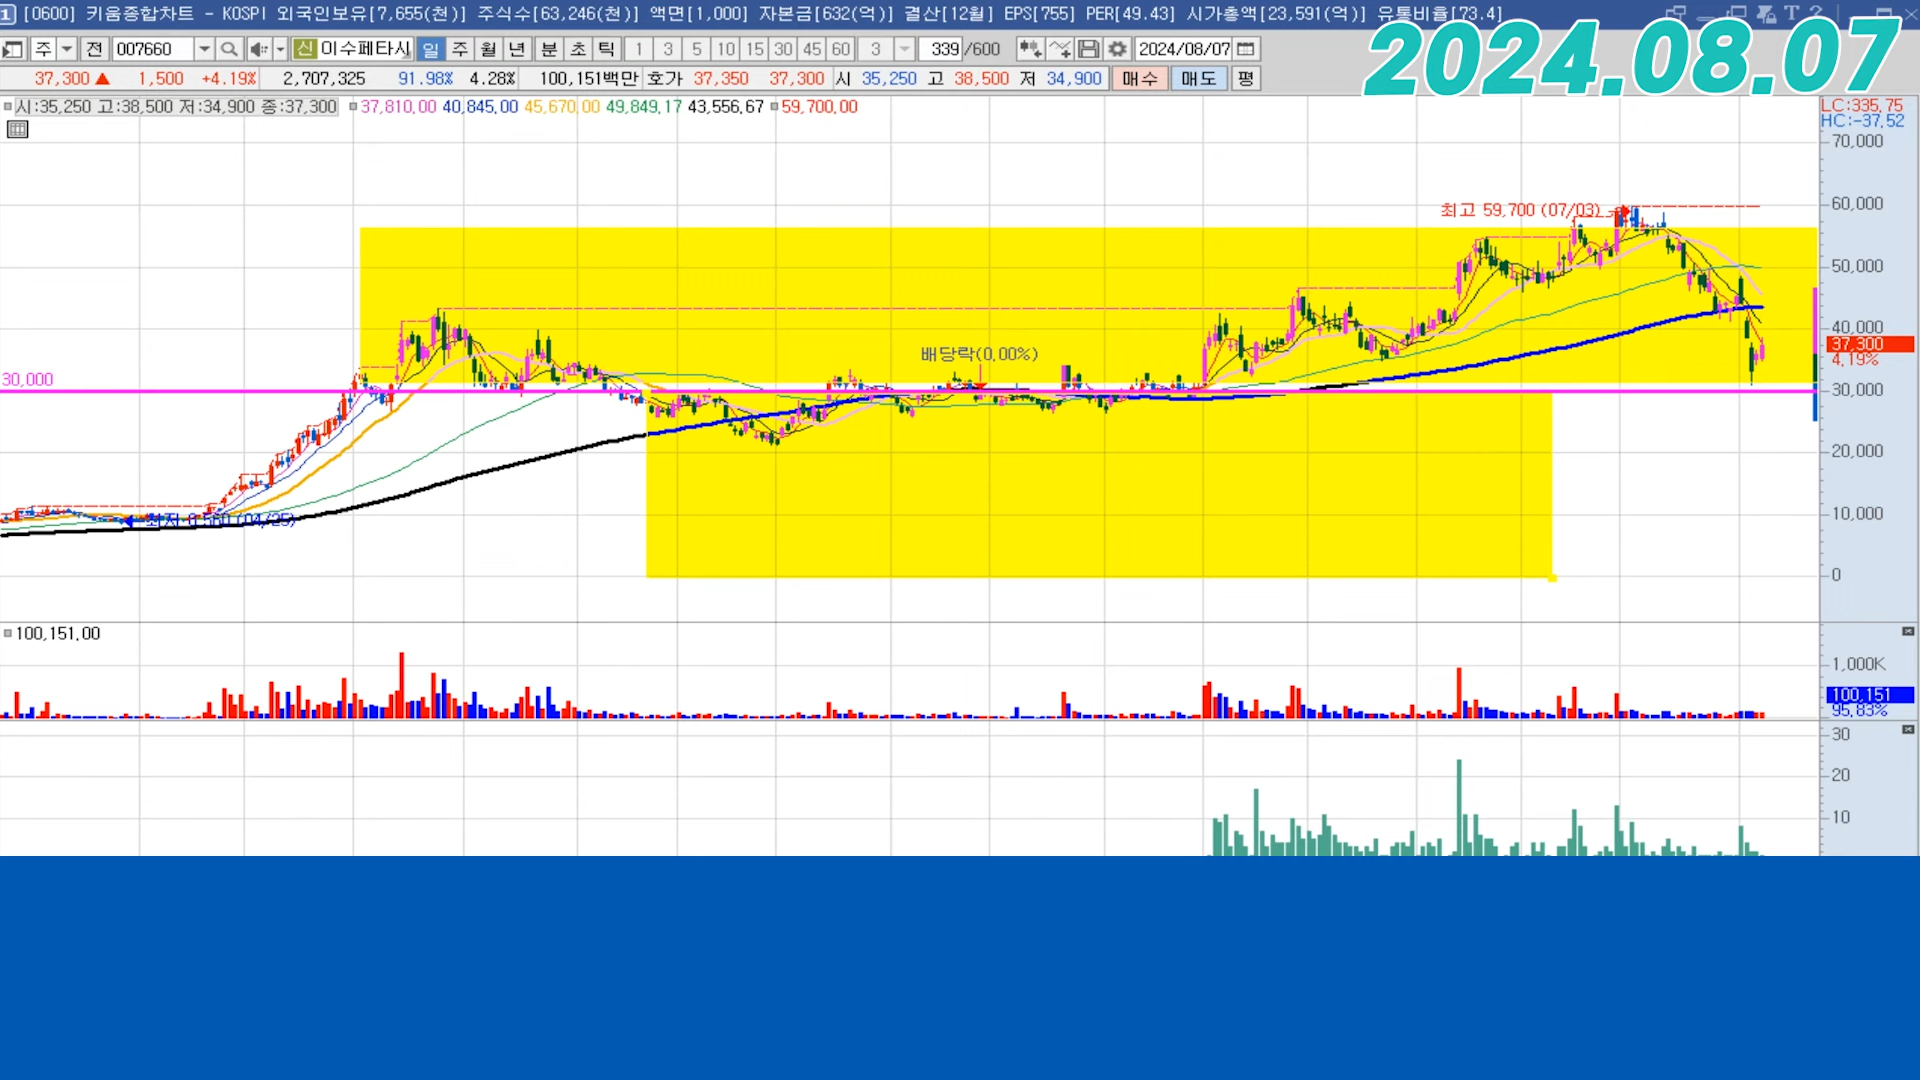 1 [0600] 키움종합차트 - KOSPI 외국인보유[7,655(천)] 주식수[63,246(천)] 액면[1,000] 자본금[632(억)] 결산[12월] EPS[755] PER[49.43] 시가총액[23,591(억)] 유통비율[73.4]
2024.08.07
주 전 007660 신 이수페타시 일 주 월 년 분 초 틱 1 3 5 10 15 30 45 60 3 339 /600 2024/08/07
37,300 ▲ 1,500 +4.19% 2,707,325 91.98% 4.28% 100,151백만 호가 37,350 37,300 시 35,250 고 38,500 저 34,900 매수 매도 평
시:35,250 고:38,500 저:34,900 종:37,300 37,810.00 40,845.00 45,670.00 49,849.17 43,556.67 59,700.00
LC:335.75
HC:-37.52
70,000
최고 59,700 (07/03)
60,000
50,000
40,000
37,300
4.19%
배당락(0.00%)
30,000
30,000
20,000
10,000
0
100,151.00
1,000K
100,151
95.83%
30
20
10